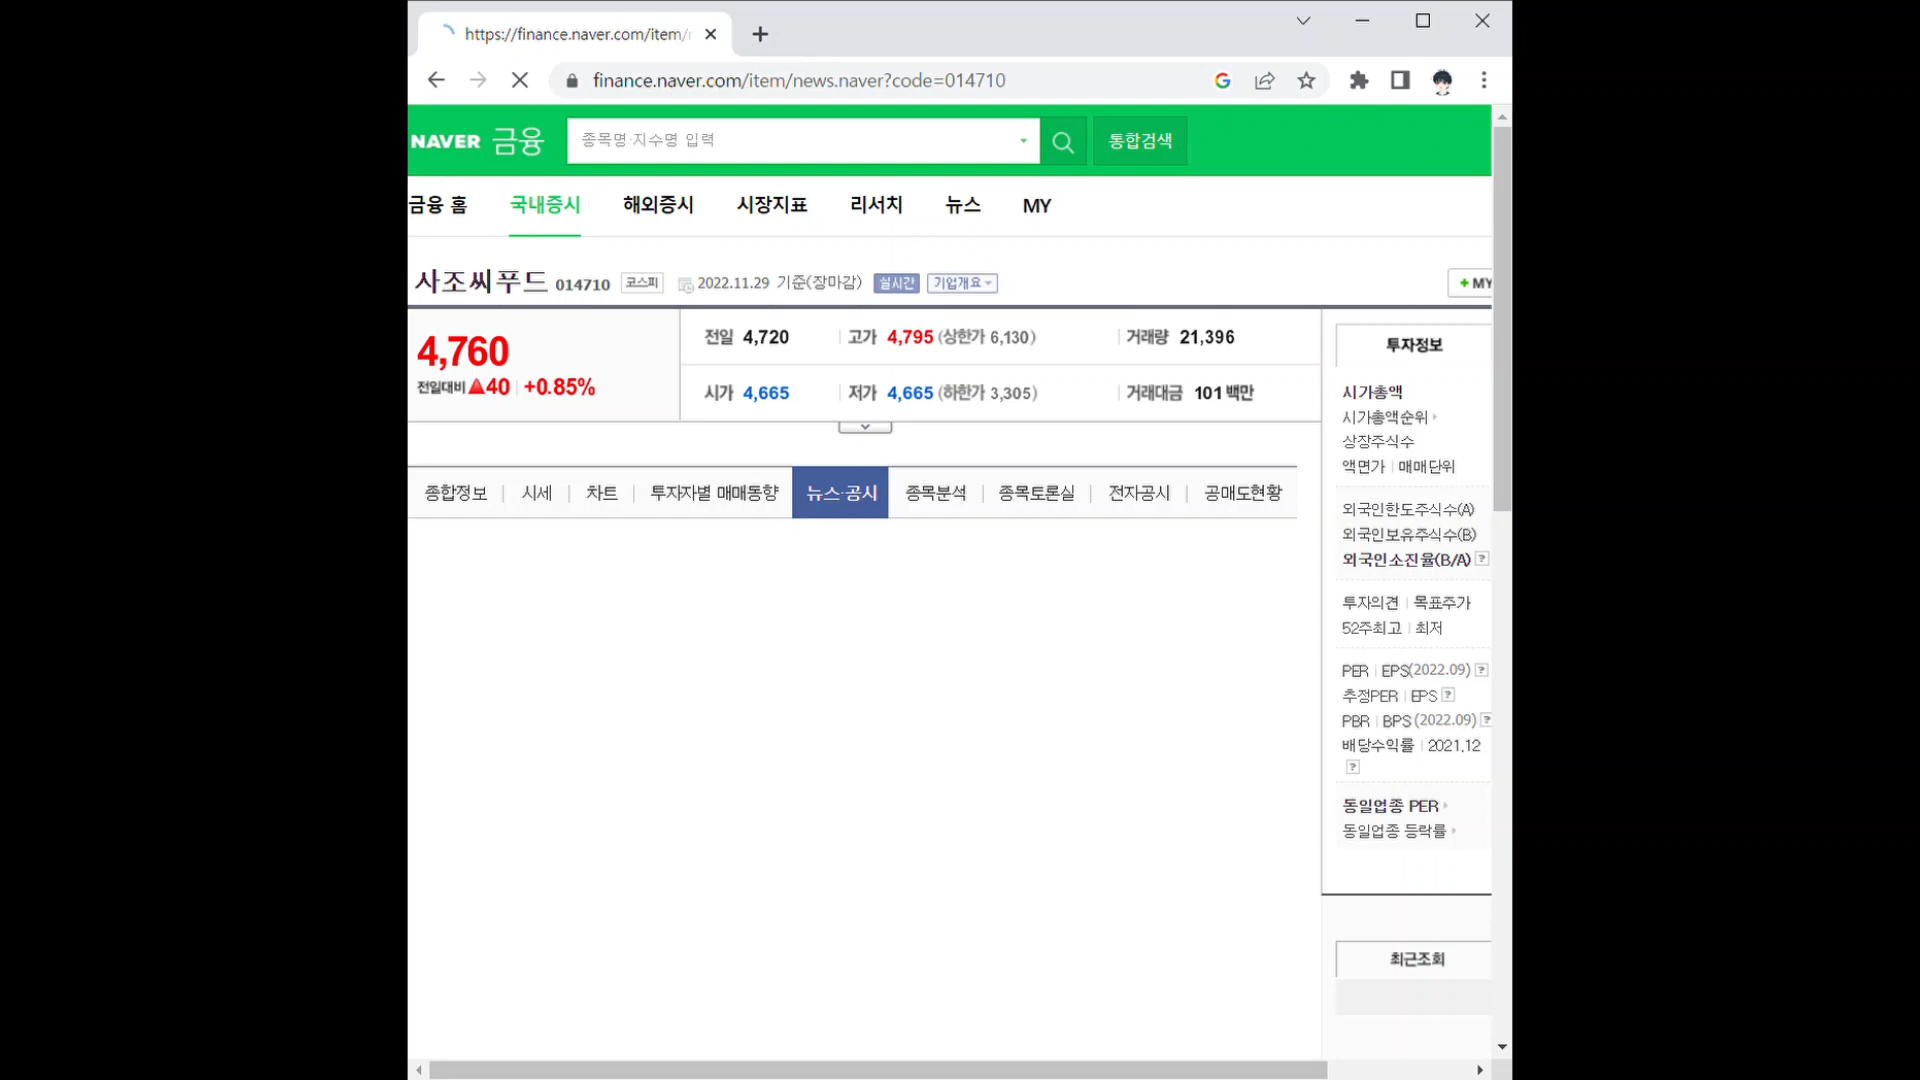 https://finance.naver.com/item/
finance.naver.com/item/news.naver?code=014710
NAVER 금융
종목명·지수명 입력
통합검색
금융 홈 국내증시 해외증시 시장지표 리서치 뉴스 MY
사조씨푸드 014710 코스피 2022.11.29 기준(장마감) 실시간 기업개요
+ MY
4,760
전일대비 ▲40 +0.85%
전일 4,720 고가 4,795 (상한가 6,130) 거래량 21,396
시가 4,665 저가 4,665 (하한가 3,305) 거래대금 101 백만
종합정보 시세 차트 투자자별 매매동향 뉴스·공시 종목분석 종목토론실 전자공시 공매도현황
투자정보
시가총액
시가총액순위
상장주식수
액면가 | 매매단위
외국인한도주식수(A)
외국인보유주식수(B)
외국인소진율(B/A) ?
투자의견 | 목표주가
52주최고 | 최저
PER | EPS(2022.09) ?
추정PER | EPS ?
PBR | BPS (2022.09) ?
배당수익률 | 2021.12
?
동일업종 PER
동일업종 등락률
최근조회